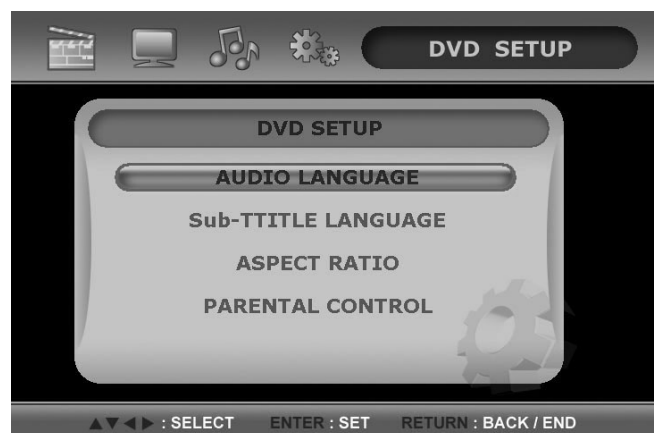 DVD SETUP
DVD SETUP
AUDIO LANGUAGE
Sub-TTITLE LANGUAGE
ASPECT RATIO
PARENTAL CONTROL
▲▼◀▶ : SELECT ENTER : SET RETURN : BACK / END